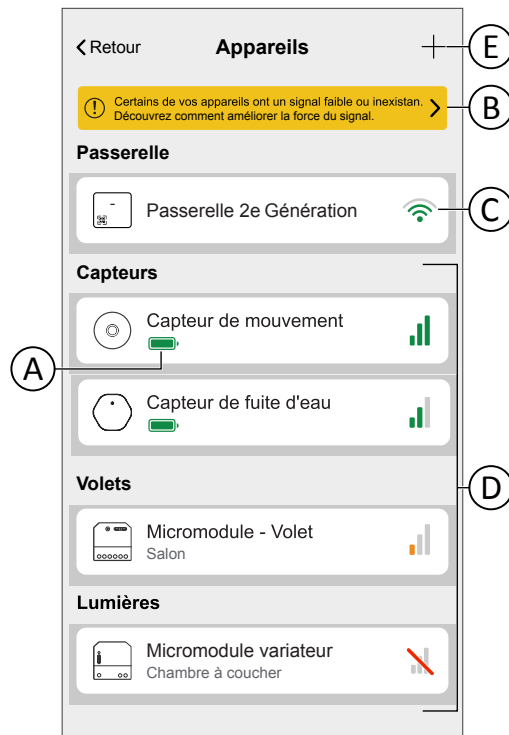 Retour
Appareils
E
Certains de vos appareils ont un signal faible ou inexistan.
Découvrez comment améliorer la force du signal.
B
Passerelle
Passerelle 2e Génération
C
Capteurs
Capteur de mouvement
A
Capteur de fuite d'eau
D
Volets
Micromodule - Volet
Salon
Lumières
Micromodule variateur
Chambre à coucher